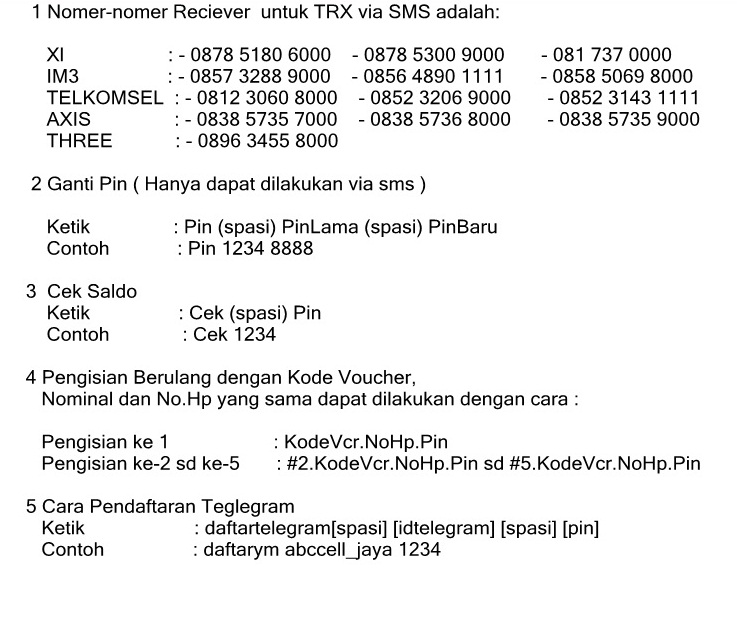 1 Nomer-nomer Reciever untuk TRX via SMS adalah:
XI : - 0878 5180 6000 - 0878 5300 9000 - 081 737 0000
IM3 : - 0857 3288 9000 - 0856 4890 1111 - 0858 5069 8000
TELKOMSEL : - 0812 3060 8000 - 0852 3206 9000 - 0852 3143 1111
AXIS : - 0838 5735 7000 - 0838 5736 8000 - 0838 5735 9000
THREE : - 0896 3455 8000
2 Ganti Pin ( Hanya dapat dilakukan via sms )
Ketik : Pin (spasi) PinLama (spasi) PinBaru
Contoh : Pin 1234 8888
3 Cek Saldo
Ketik : Cek (spasi) Pin
Contoh : Cek 1234
4 Pengisian Berulang dengan Kode Voucher,
Nominal dan No.Hp yang sama dapat dilakukan dengan cara :
Pengisian ke 1 : KodeVcr.NoHp.Pin
Pengisian ke-2 sd ke-5 : #2.KodeVcr.NoHp.Pin sd #5.KodeVcr.NoHp.Pin
5 Cara Pendaftaran Teglegram
Ketik : daftartelegram[spasi] [idtelegram] [spasi] [pin]
Contoh : daftarym abccell_jaya 1234